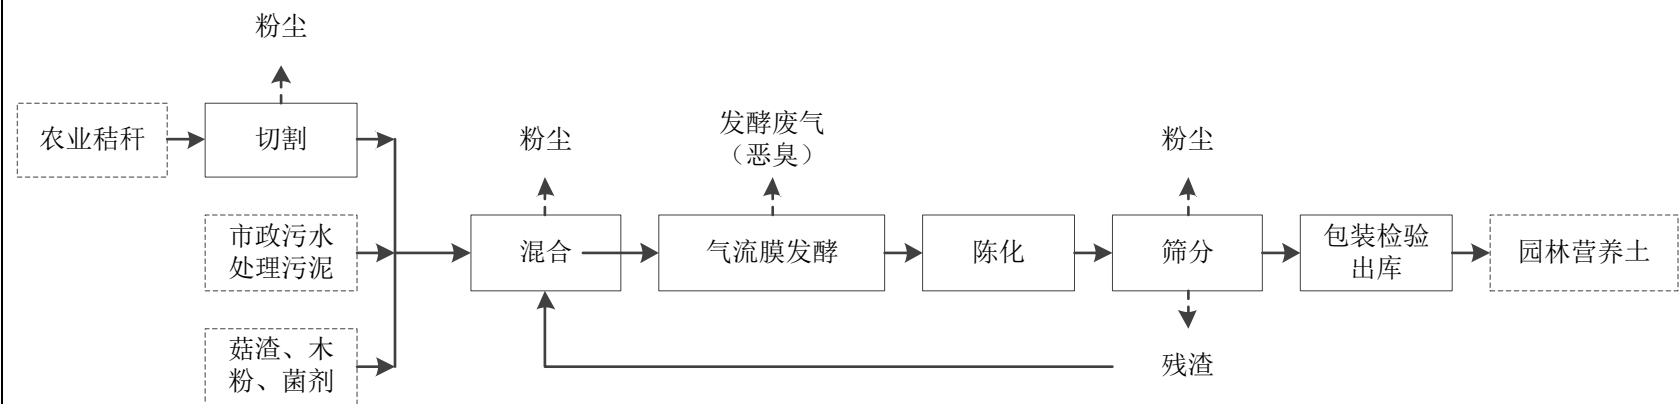 粉尘
农业秸秆
切割
粉尘
发酵废气
（恶臭）
粉尘
市政污水
处理污泥
混合
气流膜发酵
陈化
筛分
包装检验
出库
园林营养土
菇渣、木
粉、菌剂
残渣